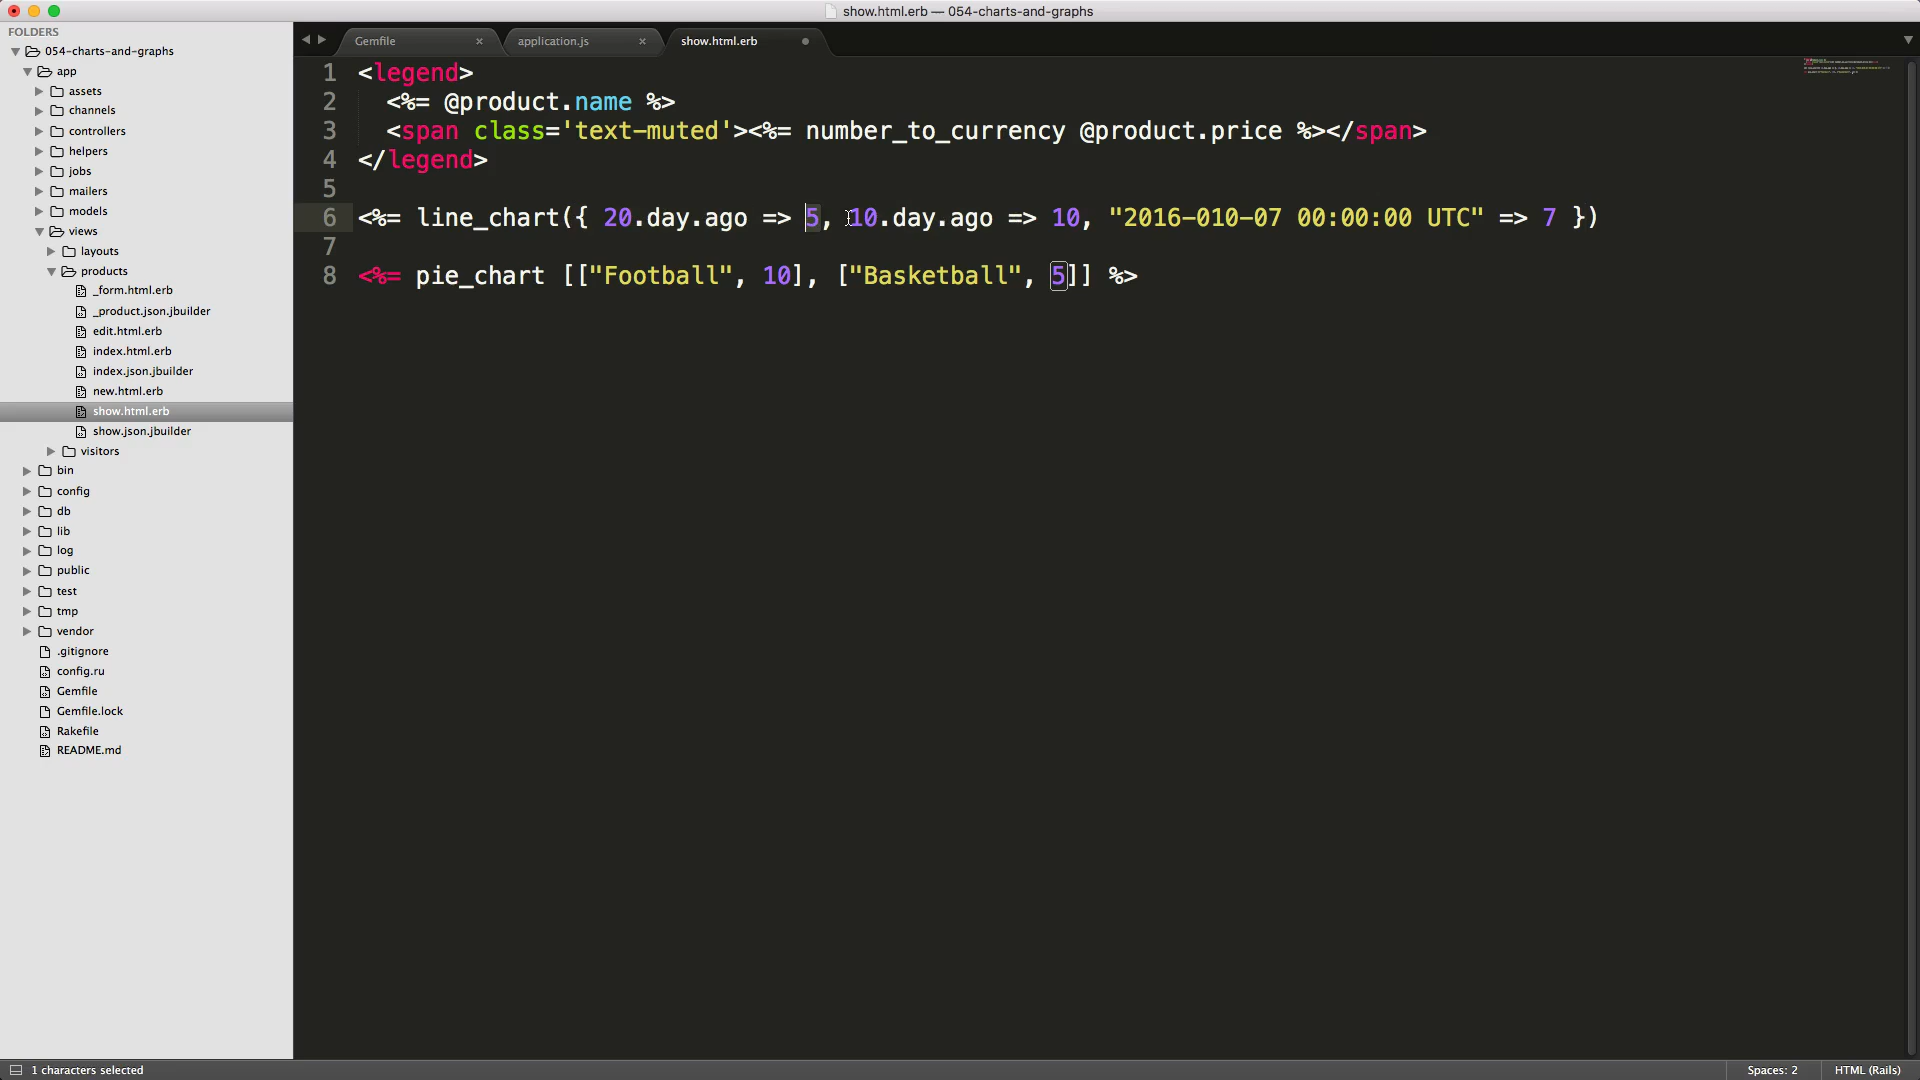 show.html.erb — 054-charts-and-graphs
FOLDERS
054-charts-and-graphs
app
assets
channels
controllers
helpers
jobs
mailers
models
views
layouts
products
_form.html.erb
_product.json.jbuilder
edit.html.erb
index.html.erb
index.json.jbuilder
new.html.erb
show.html.erb
show.json.jbuilder
visitors
bin
config
db
lib
log
public
test
tmp
vendor
.gitignore
config.ru
Gemfile
Gemfile.lock
Rakefile
README.md
Gemfile
application.js
show.html.erb
1 <legend>
2 <%= @product.name %>
3 <span class='text-muted'><%= number_to_currency @product.price %></span>
4 </legend>
5
6 <%= line_chart({ 20.day.ago => 5, 10.day.ago => 10, "2016-010-07 00:00:00 UTC" => 7 })
7
8 <%= pie_chart [["Football", 10], ["Basketball", 5]] %>
1 characters selected
Spaces: 2
HTML (Rails)